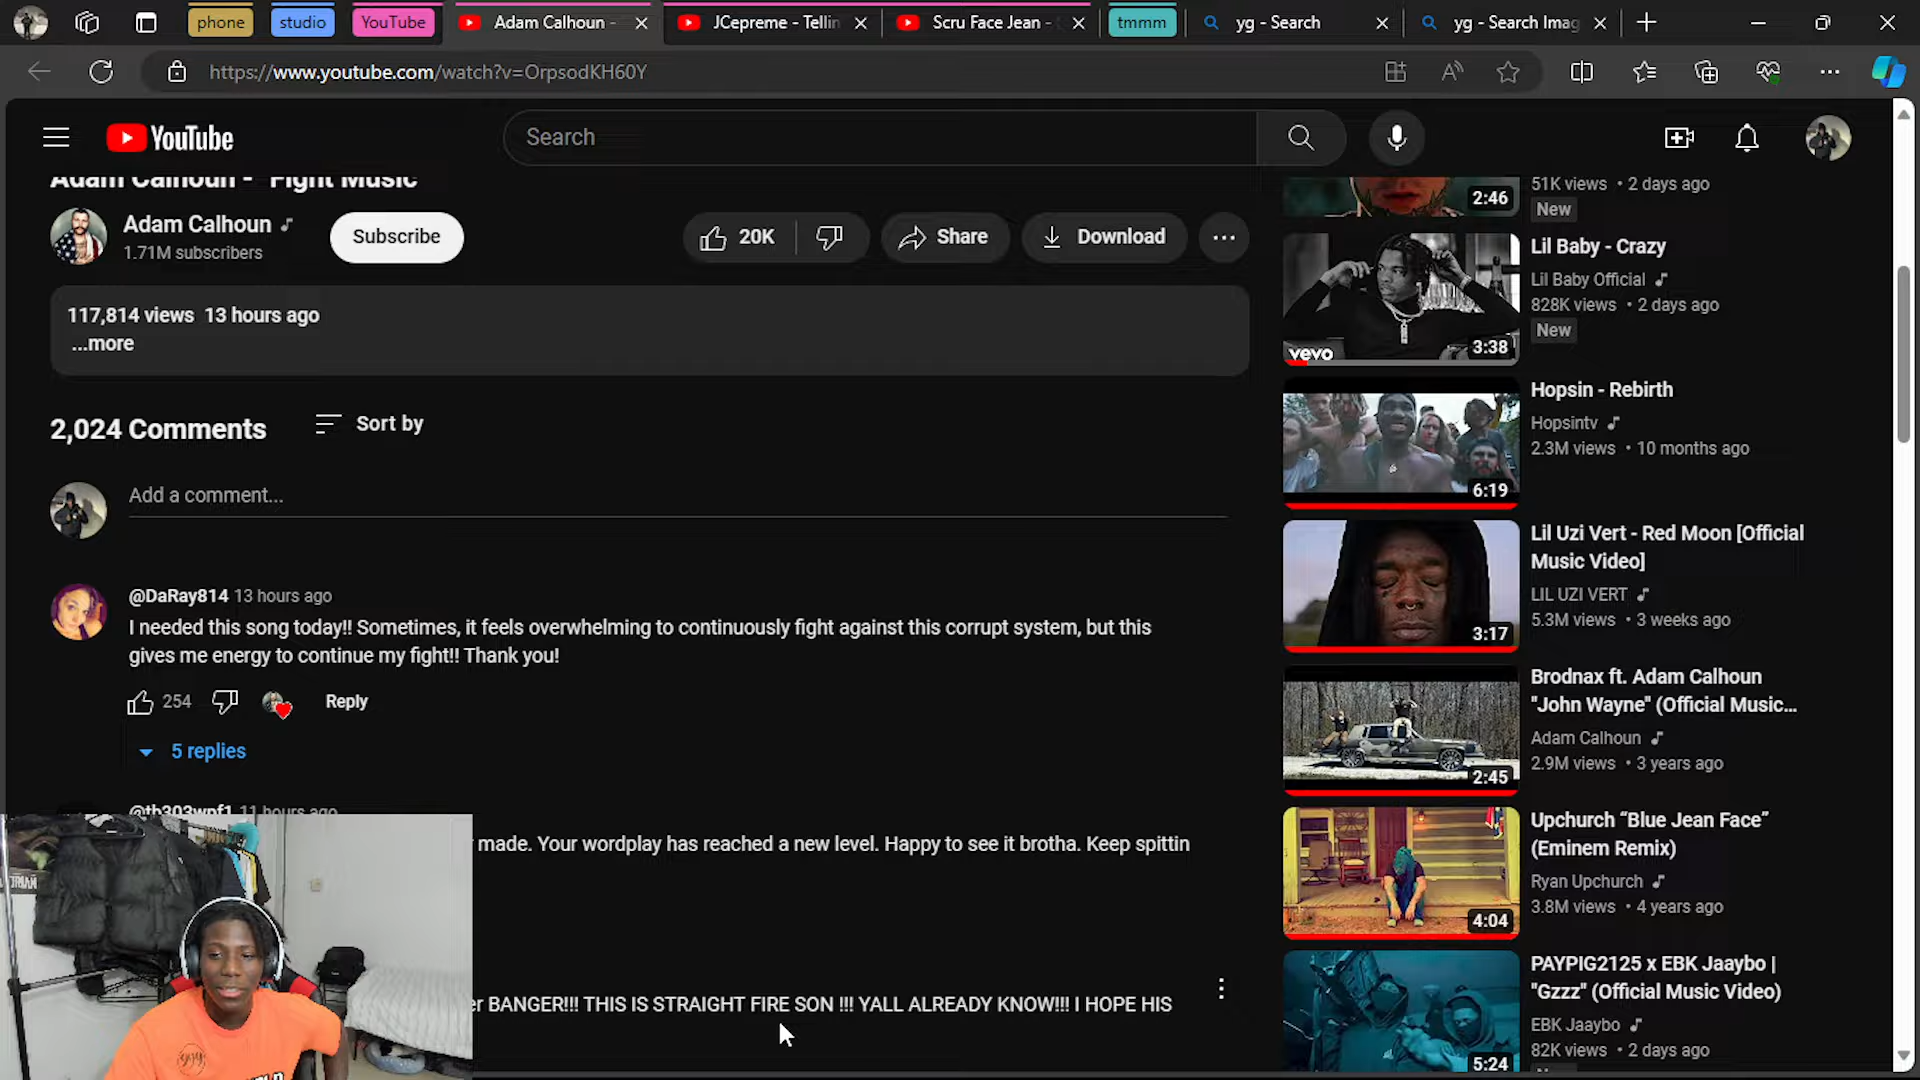 phone
studio
YouTube
Adam Calhoun -
JCepreme - Tellin
Scru Face Jean -
tmmm
yg - Search
yg - Search Imag
https://www.youtube.com/watch?v=OrpsodKH60Y
YouTube
Search
Adam Calhoun - "Fight Music"
Adam Calhoun
1.71M subscribers
Subscribe
20K
Share
Download
117,814 views 13 hours ago
...more
2,024 Comments
Sort by
Add a comment...
@DaRay814 13 hours ago
I needed this song today!! Sometimes, it feels overwhelming to continuously fight against this corrupt system, but this
gives me energy to continue my fight!! Thank you!
254
Reply
5 replies
@tb303wpf1 11 hours ago
made. Your wordplay has reached a new level. Happy to see it brotha. Keep spittin
er BANGER!!! THIS IS STRAIGHT FIRE SON !!! YALL ALREADY KNOW!!! I HOPE HIS
2:46
51K views • 2 days ago
New
vevo
3:38
Lil Baby - Crazy
Lil Baby Official
828K views • 2 days ago
New
6:19
Hopsin - Rebirth
Hopsintv
2.3M views • 10 months ago
3:17
Lil Uzi Vert - Red Moon [Official
Music Video]
LIL UZI VERT
5.3M views • 3 weeks ago
2:45
Brodnax ft. Adam Calhoun
"John Wayne" (Official Music...
Adam Calhoun
2.9M views • 3 years ago
4:04
Upchurch “Blue Jean Face”
(Eminem Remix)
Ryan Upchurch
3.8M views • 4 years ago
5:24
PAYPIG2125 x EBK Jaaybo |
"Gzzz" (Official Music Video)
EBK Jaaybo
82K views • 2 days ago